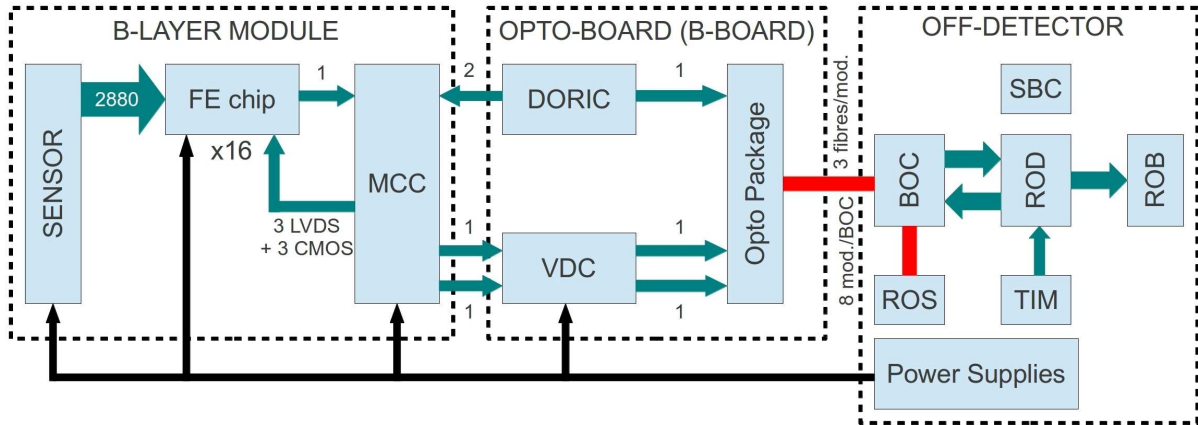 B-LAYER MODULE
SENSOR
2880
FE chip
x16
1
MCC
3 LVDS
+ 3 CMOS
1
1
OPTO-BOARD (B-BOARD)
2
DORIC
1
VDC
1
1
Opto Package
3 fibres/mod.
8 mod./BOC
OFF-DETECTOR
SBC
BOC
ROD
ROB
ROS
TIM
Power Supplies